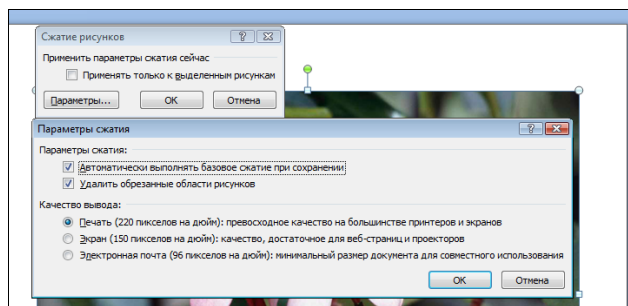 Сжатие рисунков
Применить параметры сжатия сейчас
Применять только к выделенным рисункам
Параметры... ОК Отмена
Параметры сжатия
Параметры сжатия:
Автоматически выполнять базовое сжатие при сохранении
Удалить обрезанные области рисунков
Качество вывода:
Печать (220 пикселов на дюйм): превосходное качество на большинстве принтеров и экранов
Экран (150 пикселов на дюйм): качество, достаточное для веб-страниц и проекторов
Электронная почта (96 пикселов на дюйм): минимальный размер документа для совместного использования
ОК Отмена